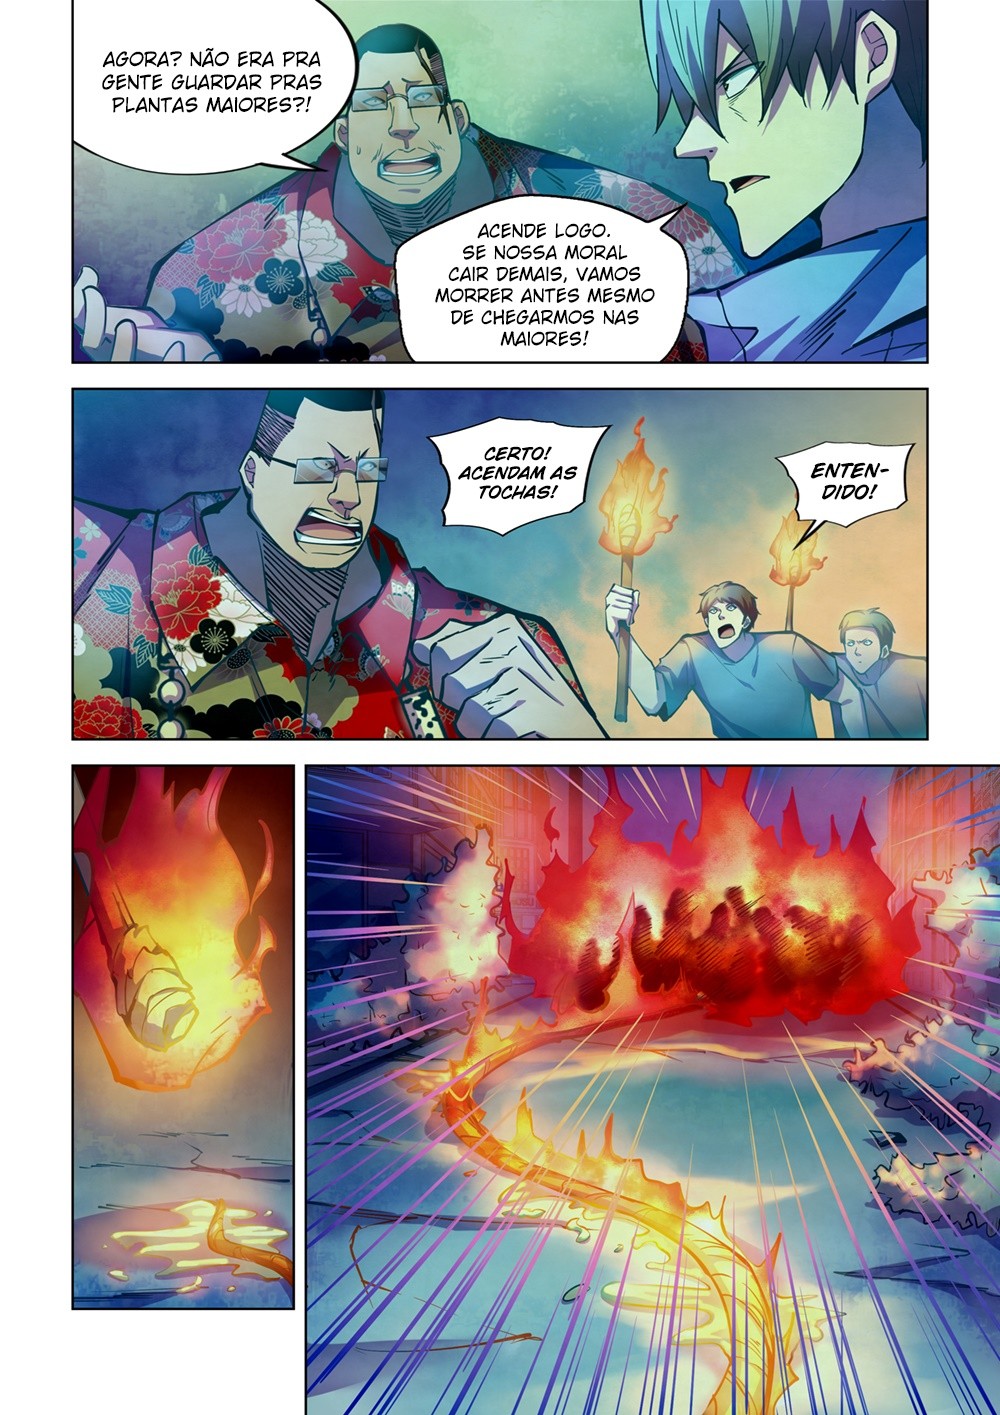 AGORA? NÃO ERA PRA
GENTE GUARDAR PRAS
PLANTAS MAIORES?!
ACENDE LOGO.
SE NOSSA MORAL
CAIR DEMAIS, VAMOS
MORRER ANTES MESMO
DE CHEGARMOS NAS
MAIORES!
CERTO!
ACENDAM AS
TOCHAS!
ENTEN-
DIDO!